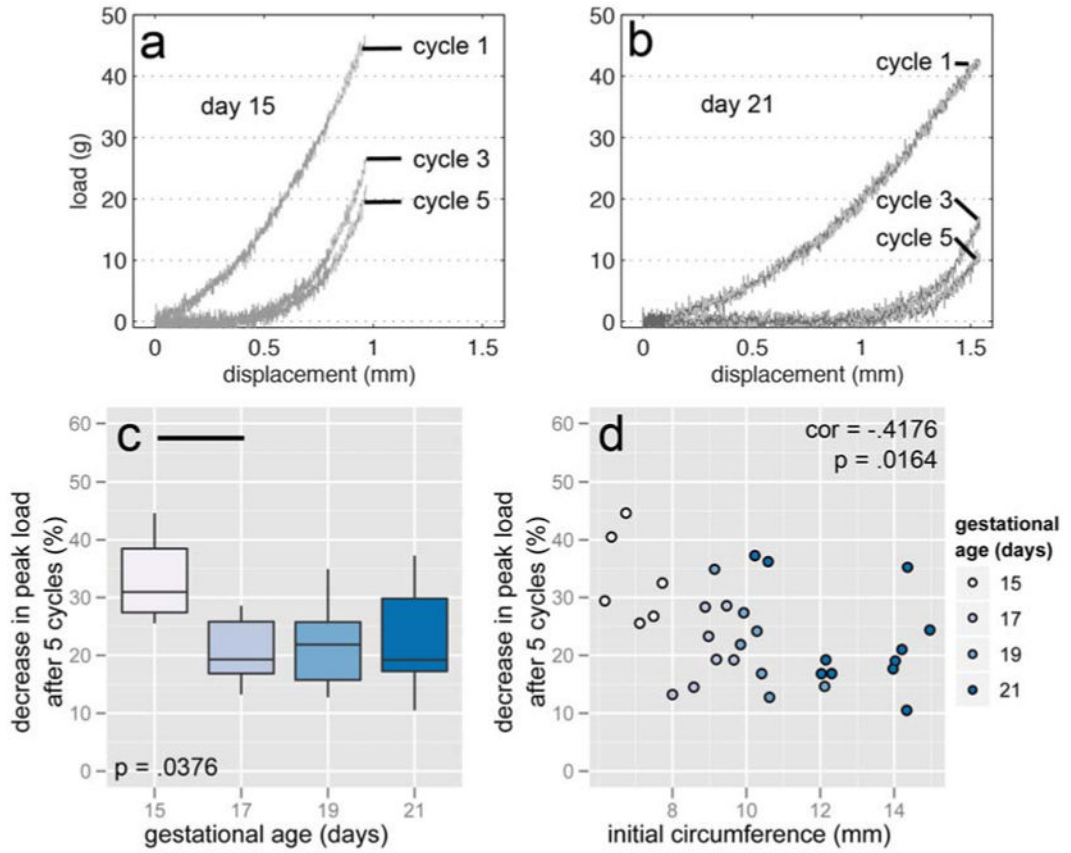 a
50
40
30
20
10
0
load (g)
day 15
cycle 1
cycle 3
cycle 5
0 0.5 1 1.5
displacement (mm)
b
50
40
30
20
10
0
day 21
cycle 1
cycle 3
cycle 5
0 0.5 1 1.5
displacement (mm)
c
60
50
40
30
20
10
0
decrease in peak load
after 5 cycles (%)
p = .0376
15 17 19 21
gestational age (days)
d
cor = -.4176
p = .0164
60
50
40
30
20
10
0
decrease in peak load
after 5 cycles (%)
8 10 12 14
initial circumference (mm)
gestational
age (days)
15
17
19
21